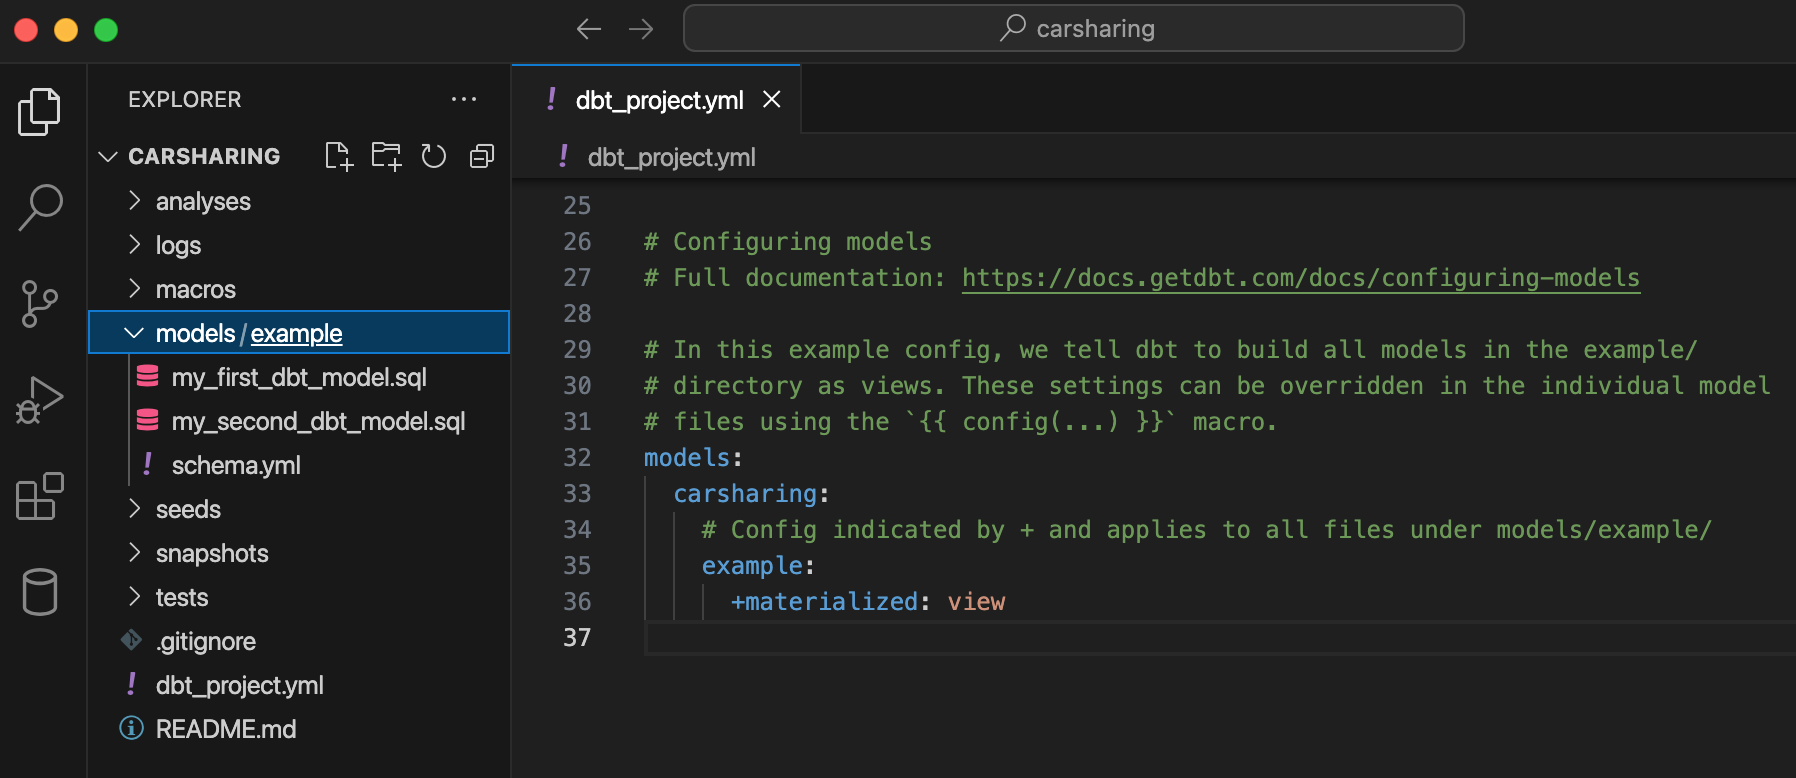 carsharing
EXPLORER
CARSHARING
analyses
logs
macros
models / example
my_first_dbt_model.sql
my_second_dbt_model.sql
schema.yml
seeds
snapshots
tests
.gitignore
dbt_project.yml
README.md
dbt_project.yml
dbt_project.yml
25
26 # Configuring models
27 # Full documentation: https://docs.getdbt.com/docs/configuring-models
28
29 # In this example config, we tell dbt to build all models in the example/
30 # directory as views. These settings can be overridden in the individual model
31 # files using the `{{ config(...) }}` macro.
32 models:
33 carsharing:
34 # Config indicated by + and applies to all files under models/example/
35 example:
36 +materialized: view
37